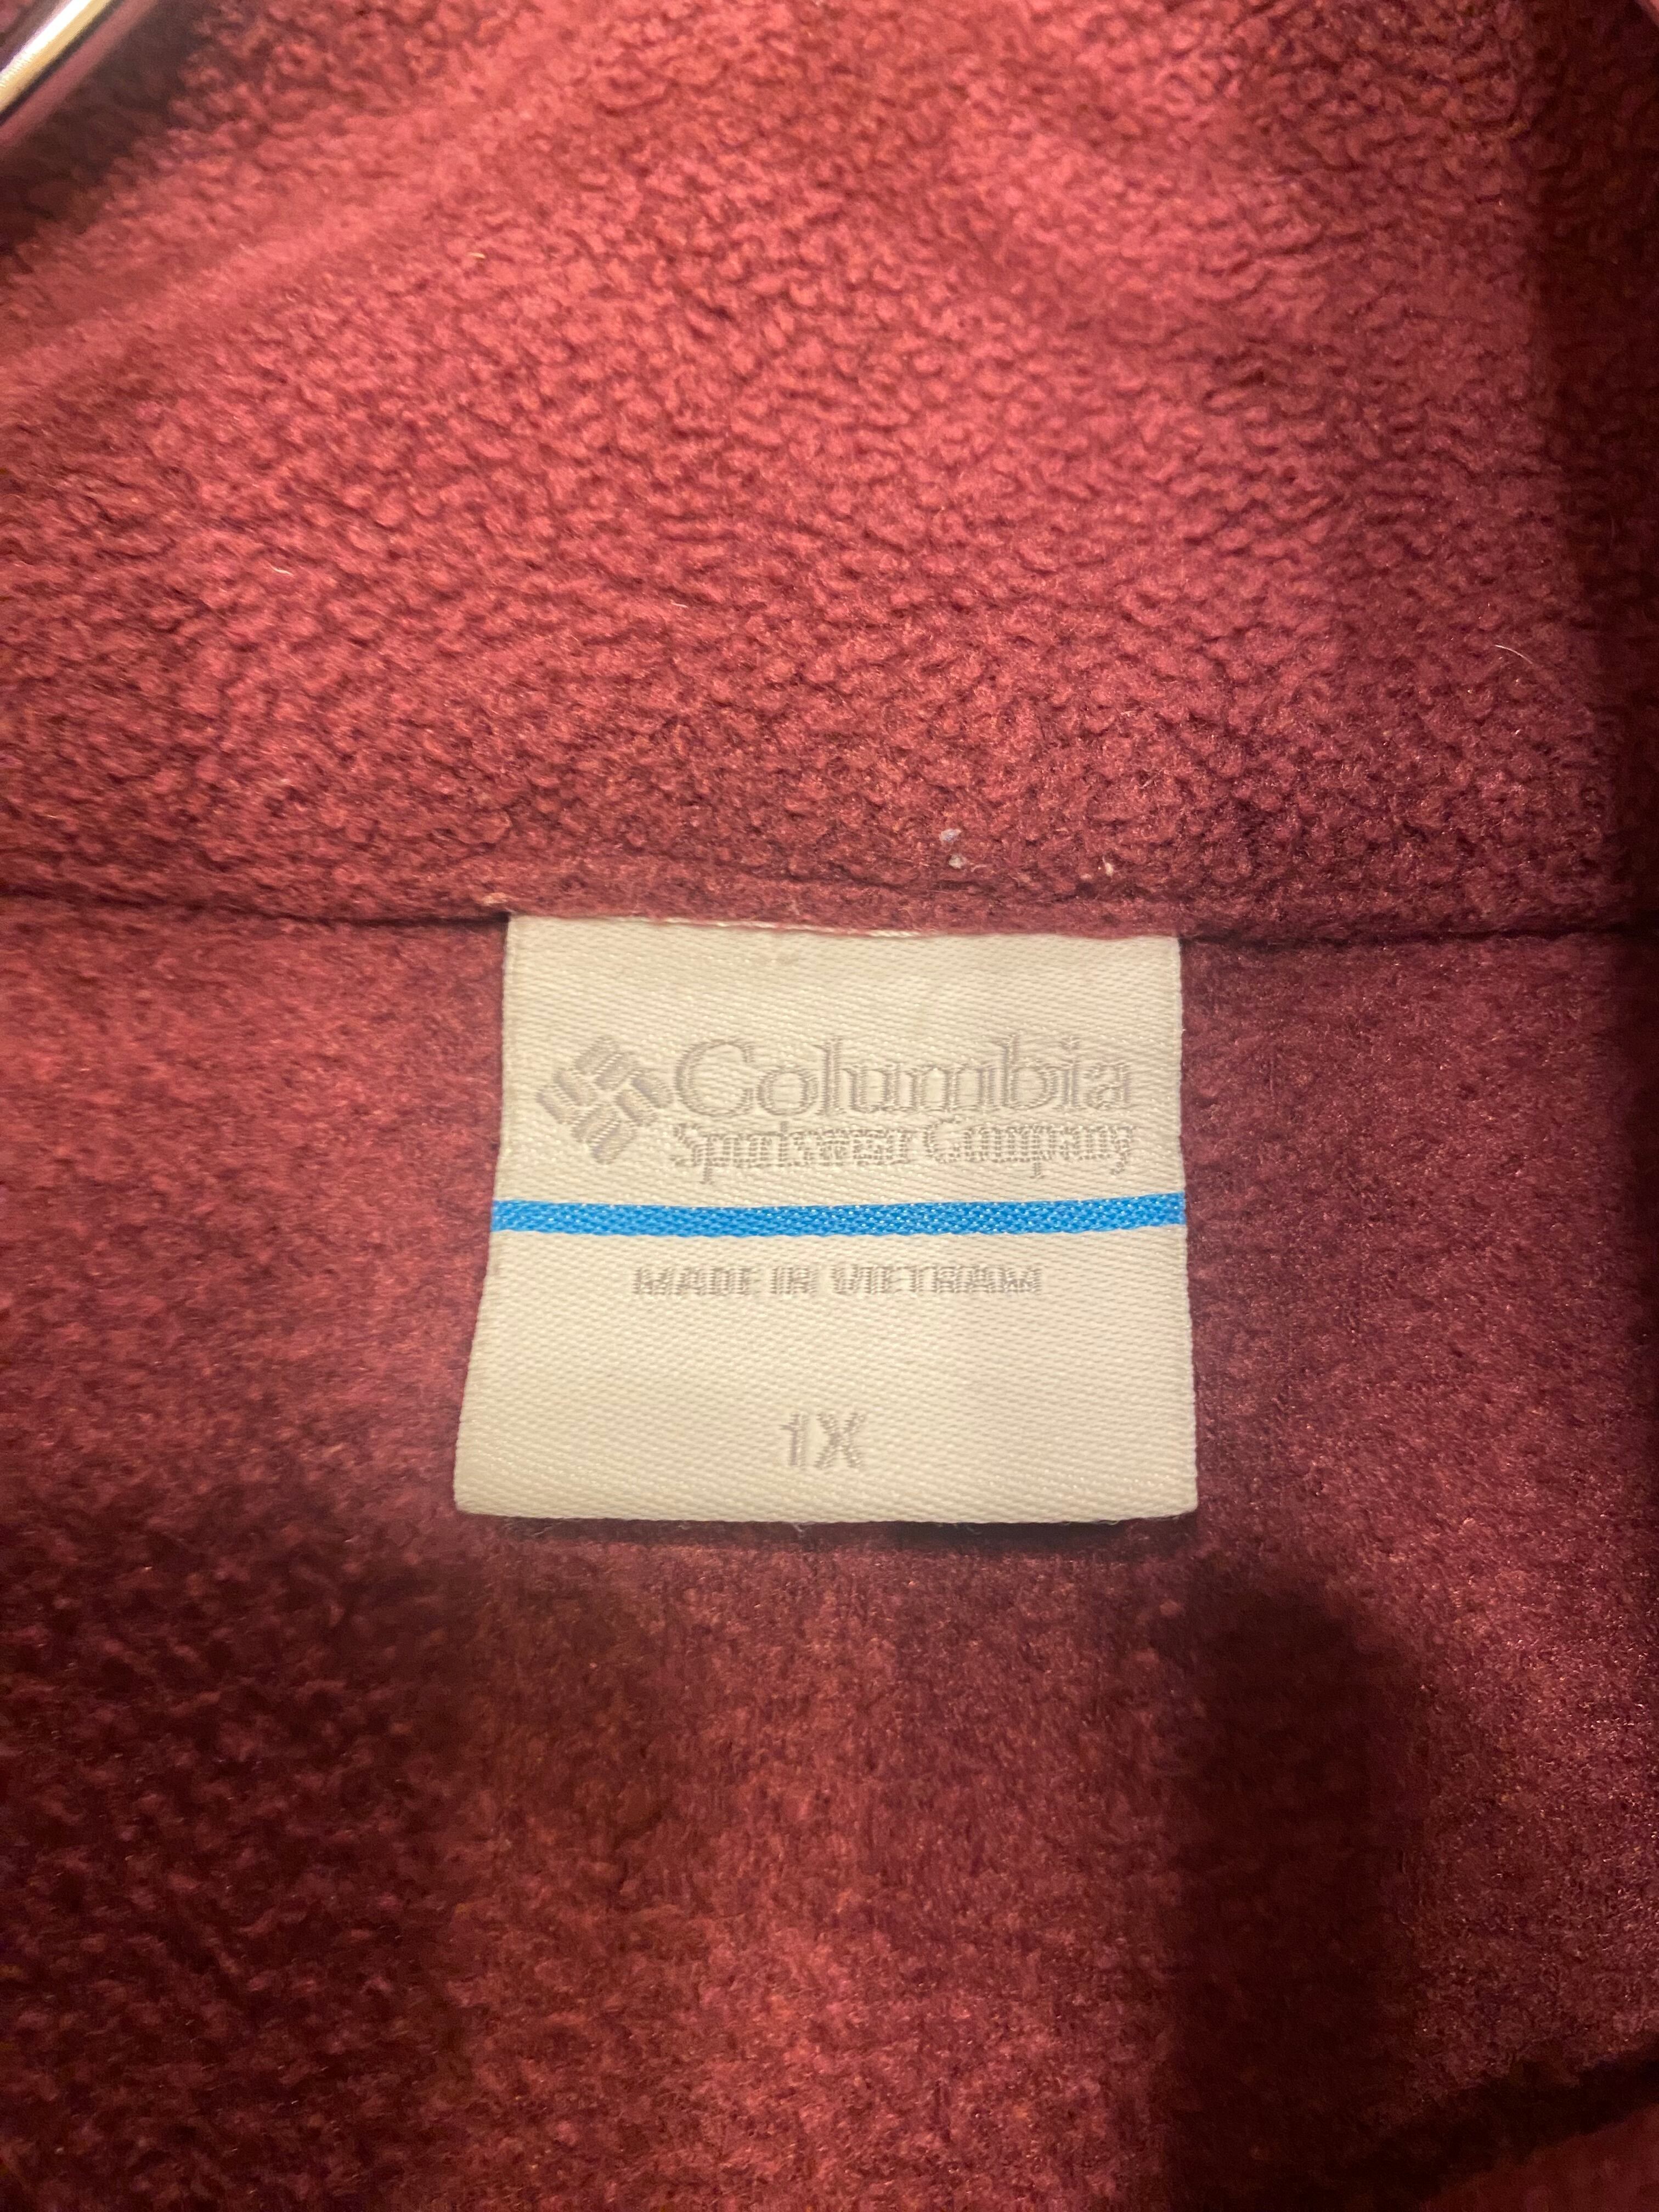 Columbia
Sportswear Company
MADE IN VIETNAM
1X